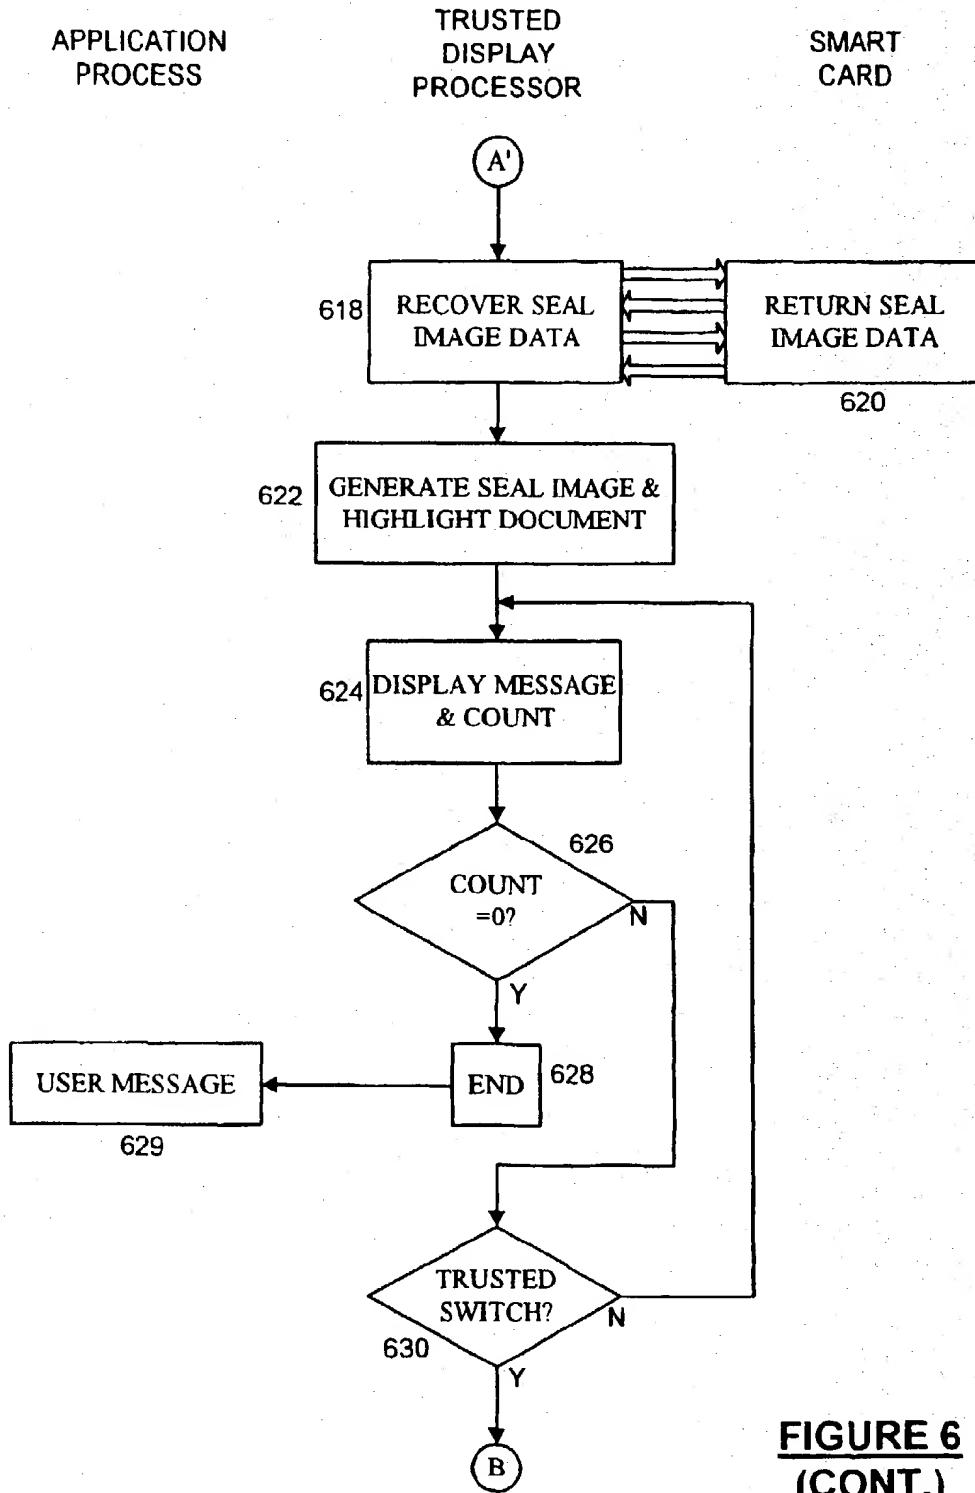 APPLICATION
PROCESS
TRUSTED
DISPLAY
PROCESSOR
SMART
CARD
A'
618
RECOVER SEAL
IMAGE DATA
RETURN SEAL
IMAGE DATA
620
622
GENERATE SEAL IMAGE &
HIGHLIGHT DOCUMENT
624
DISPLAY MESSAGE
& COUNT
626
COUNT
=0?
N
Y
USER MESSAGE
629
END
628
TRUSTED
SWITCH?
N
630
Y
B
FIGURE 6
(CONT.)